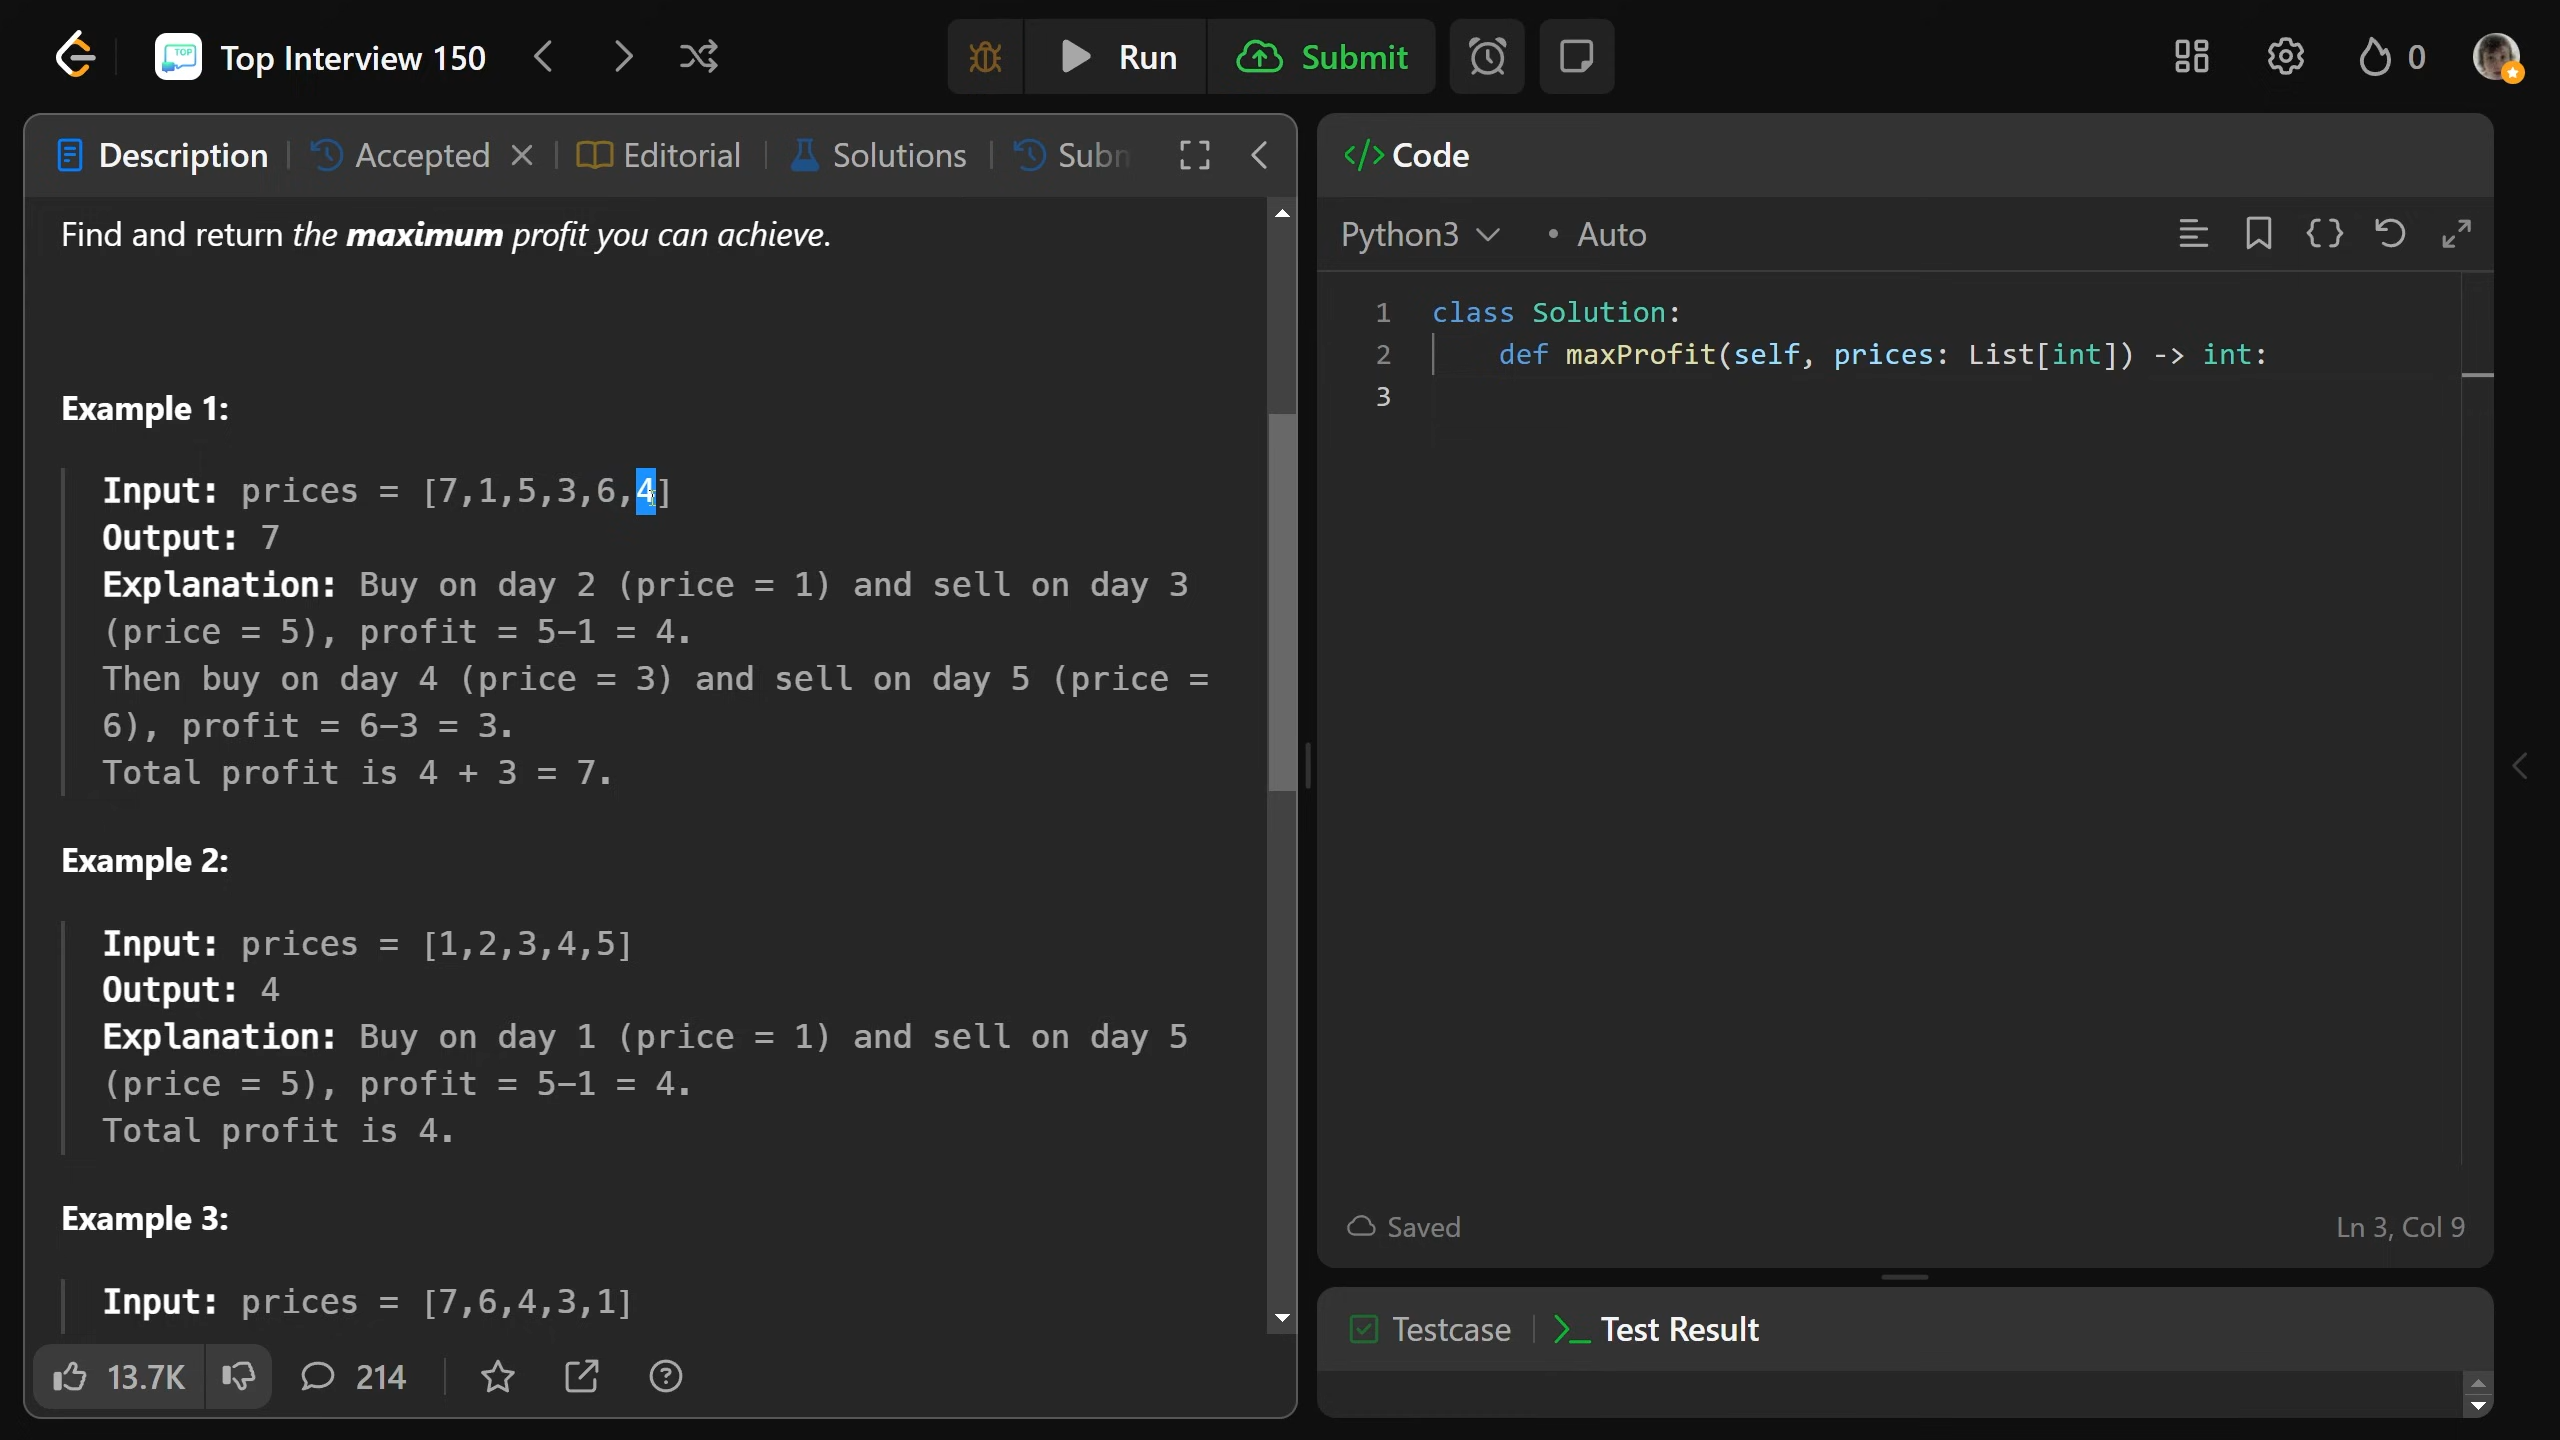 Top Interview 150
Run
Submit
0
Description
Accepted
Editorial
Solutions
Code
Find and return the maximum profit you can achieve.
Example 1:
Input: prices = [7,1,5,3,6,4]
Output: 7
Explanation: Buy on day 2 (price = 1) and sell on day 3
(price = 5), profit = 5-1 = 4.
Then buy on day 4 (price = 3) and sell on day 5 (price =
6), profit = 6-3 = 3.
Total profit is 4 + 3 = 7.
Example 2:
Input: prices = [1,2,3,4,5]
Output: 4
Explanation: Buy on day 1 (price = 1) and sell on day 5
(price = 5), profit = 5-1 = 4.
Total profit is 4.
Example 3:
Input: prices = [7,6,4,3,1]
13.7K
214
Python3
• Auto
1 class Solution:
2 def maxProfit(self, prices: List[int]) -> int:
3
Saved
Ln 3, Col 9
Testcase
Test Result